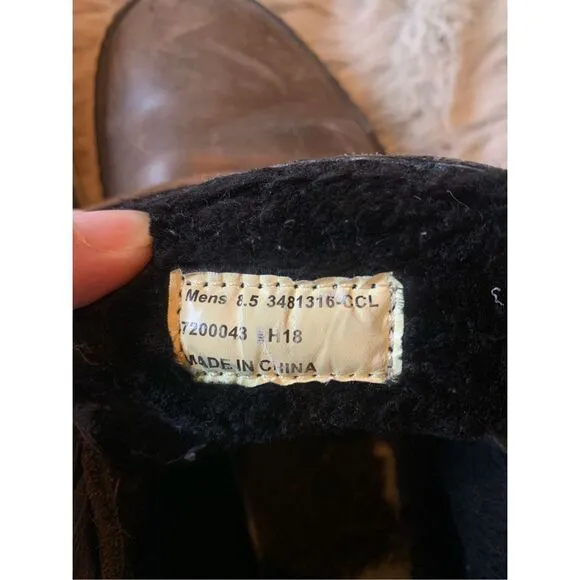 Mens 8.5 3481316-CCL
7200043 H18
MADE IN CHINA